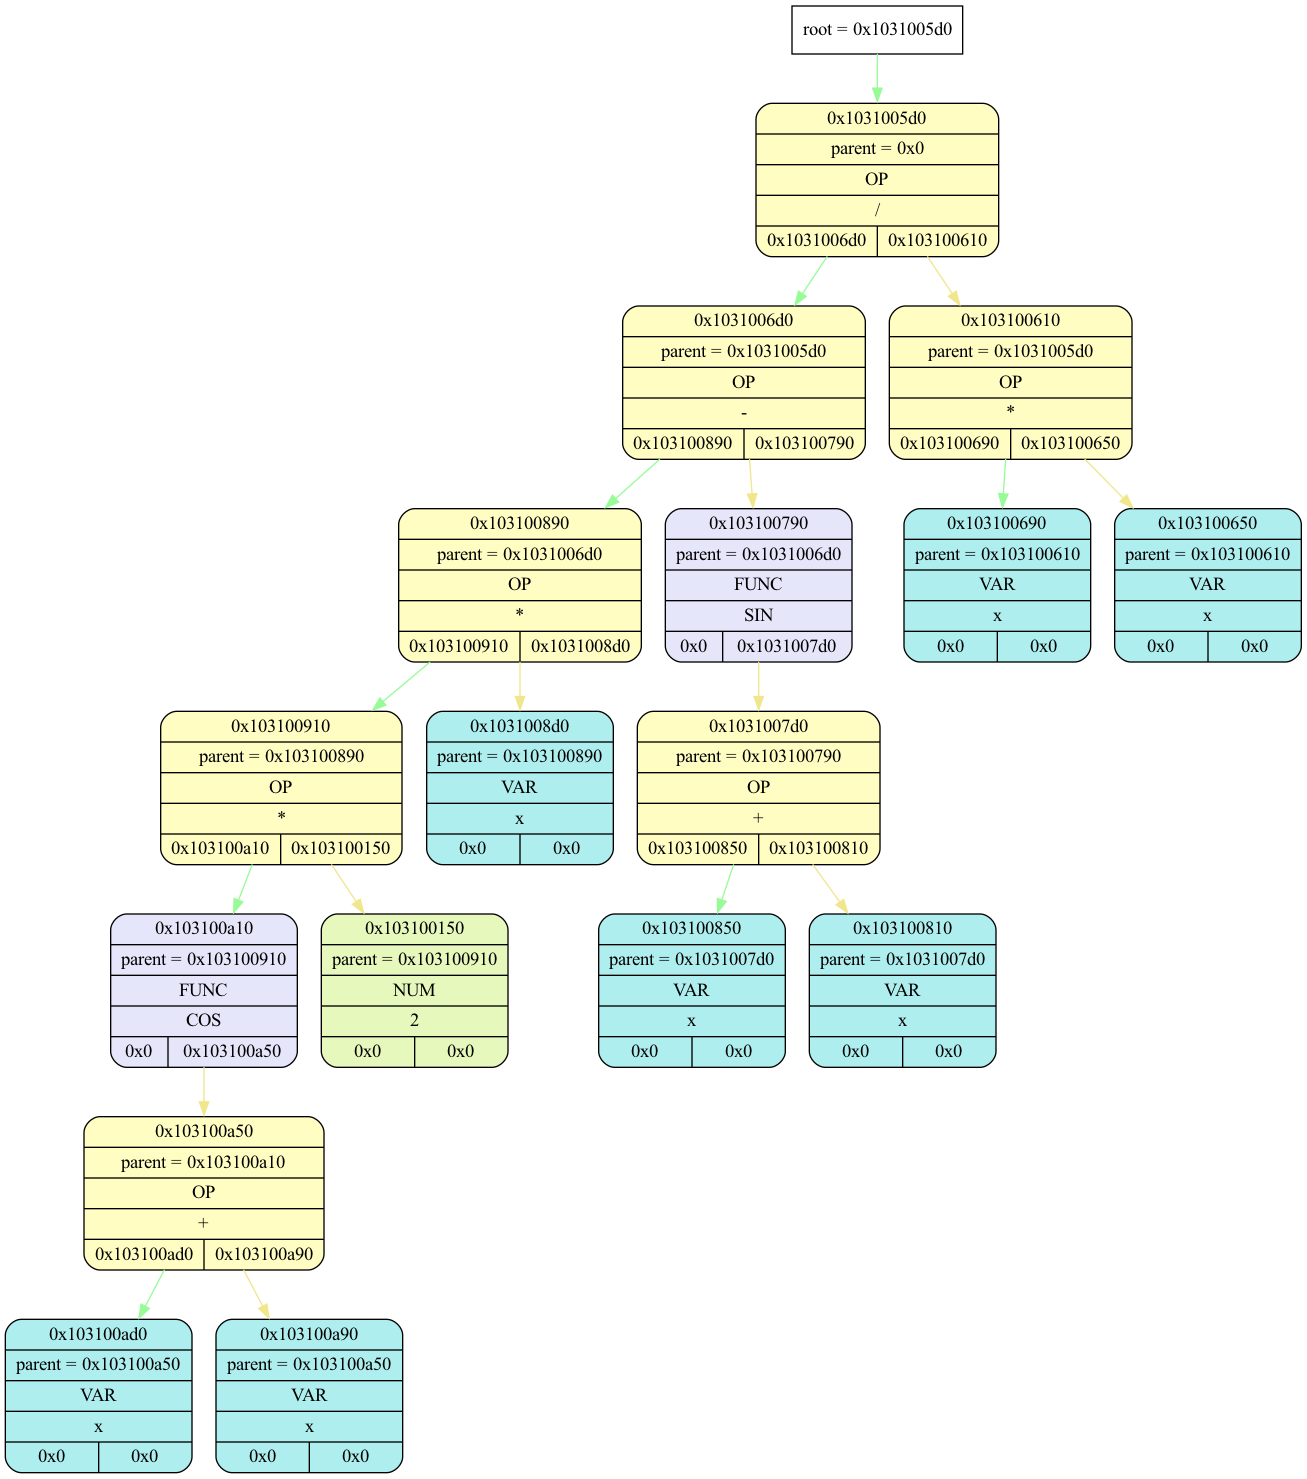 root = 0x1031005d0
0x1031005d0
parent = 0x0
OP
/
0x1031006d0 0x103100610
0x1031006d0
parent = 0x1031005d0
OP
-
0x103100890 0x103100790
0x103100610
parent = 0x1031005d0
OP
*
0x103100690 0x103100650
0x103100890
parent = 0x1031006d0
OP
*
0x103100910 0x1031008d0
0x103100790
parent = 0x1031006d0
FUNC
SIN
0x0 0x1031007d0
0x103100690
parent = 0x103100610
VAR
x
0x0 0x0
0x103100650
parent = 0x103100610
VAR
x
0x0 0x0
0x103100910
parent = 0x103100890
OP
*
0x103100a10 0x103100150
0x1031008d0
parent = 0x103100890
VAR
x
0x0 0x0
0x1031007d0
parent = 0x103100790
OP
+
0x103100850 0x103100810
0x103100a10
parent = 0x103100910
FUNC
COS
0x0 0x103100a50
0x103100150
parent = 0x103100910
NUM
2
0x0 0x0
0x103100850
parent = 0x1031007d0
VAR
x
0x0 0x0
0x103100810
parent = 0x1031007d0
VAR
x
0x0 0x0
0x103100a50
parent = 0x103100a10
OP
+
0x103100ad0 0x103100a90
0x103100ad0
parent = 0x103100a50
VAR
x
0x0 0x0
0x103100a90
parent = 0x103100a50
VAR
x
0x0 0x0